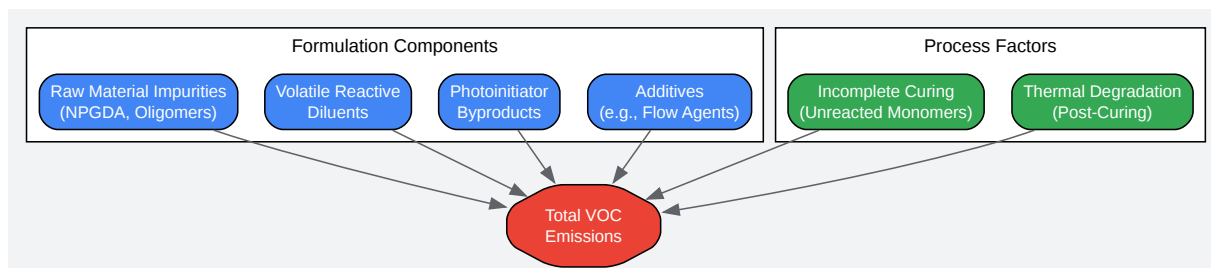 Formulation Components
Process Factors
Raw Material Impurities
(NPGDA, Oligomers)
Volatile Reactive
Diluents
Photoinitiator
Byproducts
Additives
(e.g., Flow Agents)
Incomplete Curing
(Unreacted Monomers)
Thermal Degradation
(Post-Curing)
Total VOC
Emissions